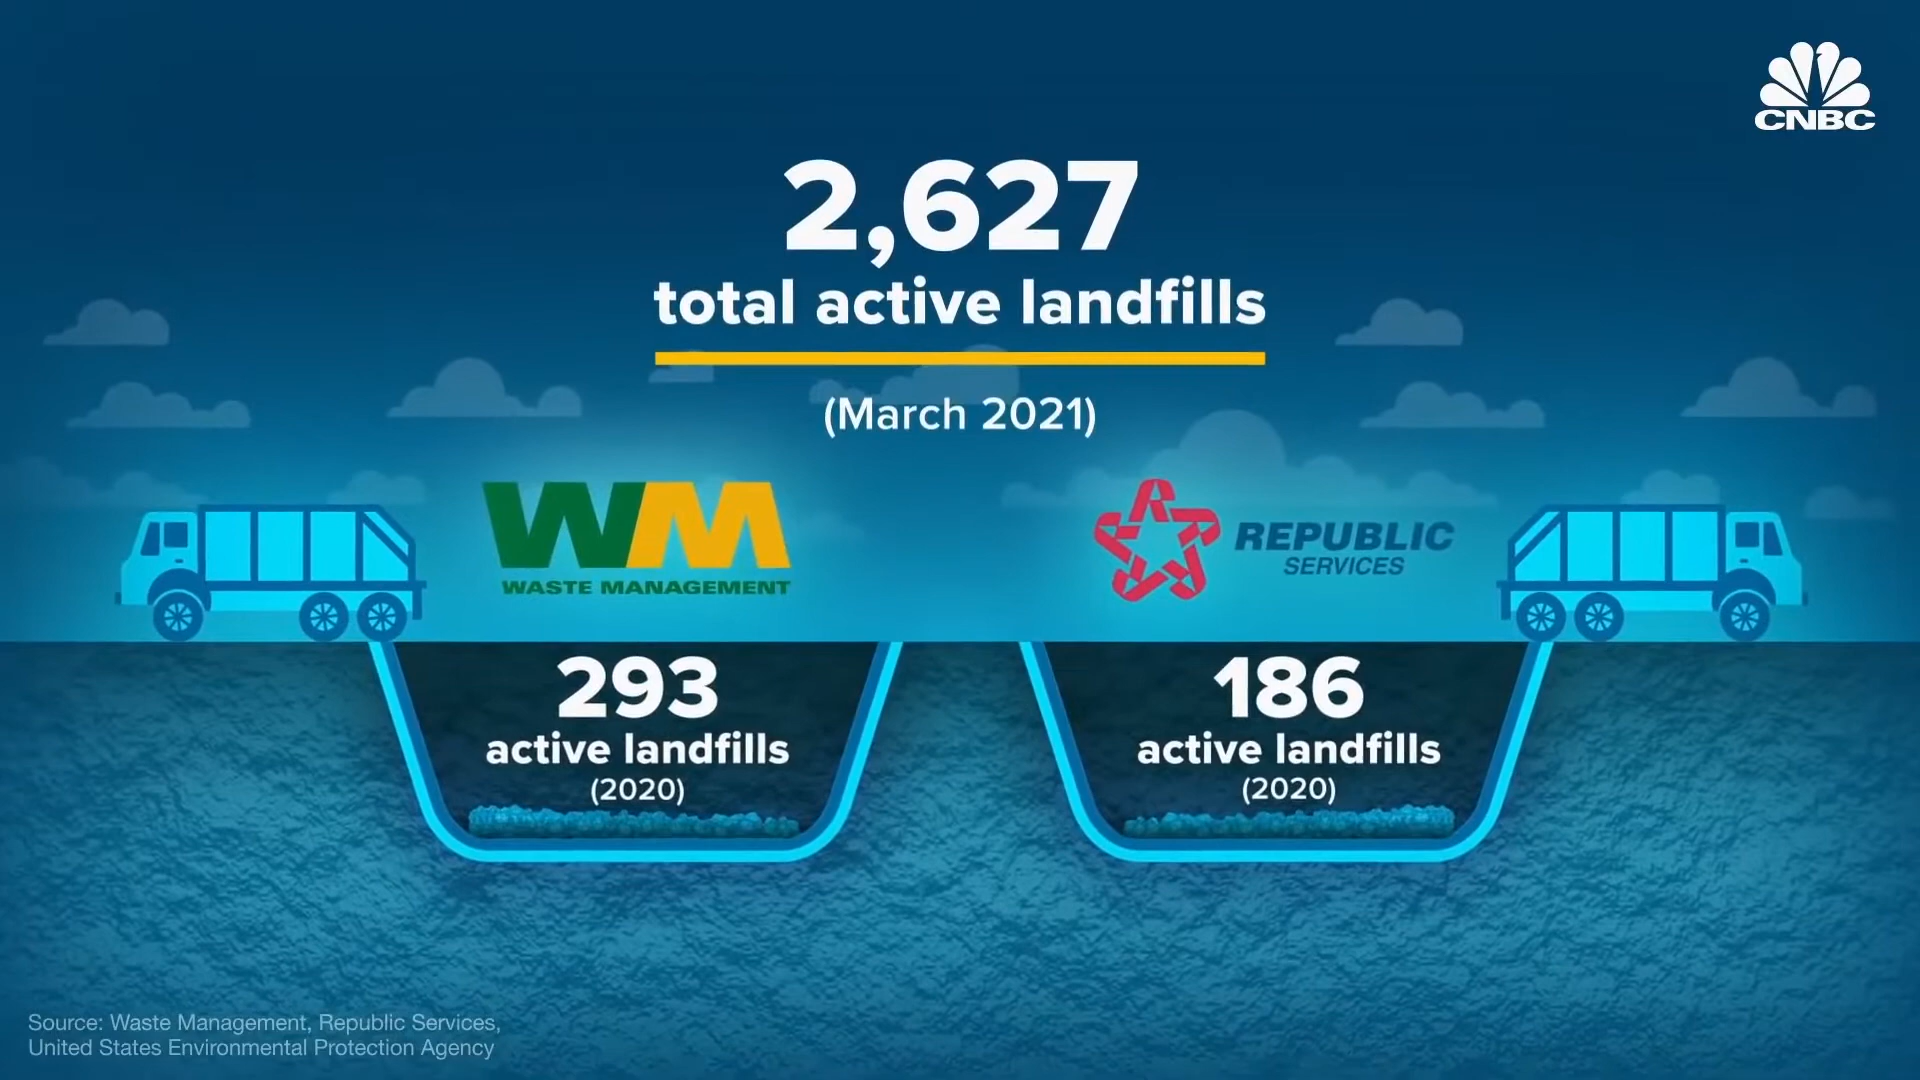 CNBC
2,627
total active landfills
(March 2021)
WM
WASTE MANAGEMENT
REPUBLIC
SERVICES
293
active landfills
(2020)
186
active landfills
(2020)
Source: Waste Management, Republic Services,
United States Environmental Protection Agency